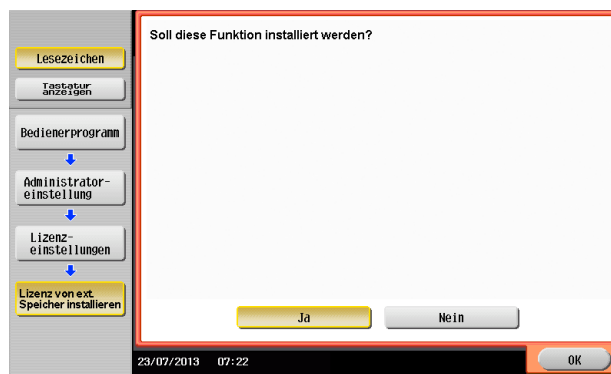 Soll diese Funktion installiert werden?
Lesezeichen
Tastatur
anzeigen
Bedienerprogramm
Administrator-
einstellung
Lizenz-
einstellungen
Lizenz von ext.
Speicher installieren
Ja
Nein
23/07/2013 07:22
OK